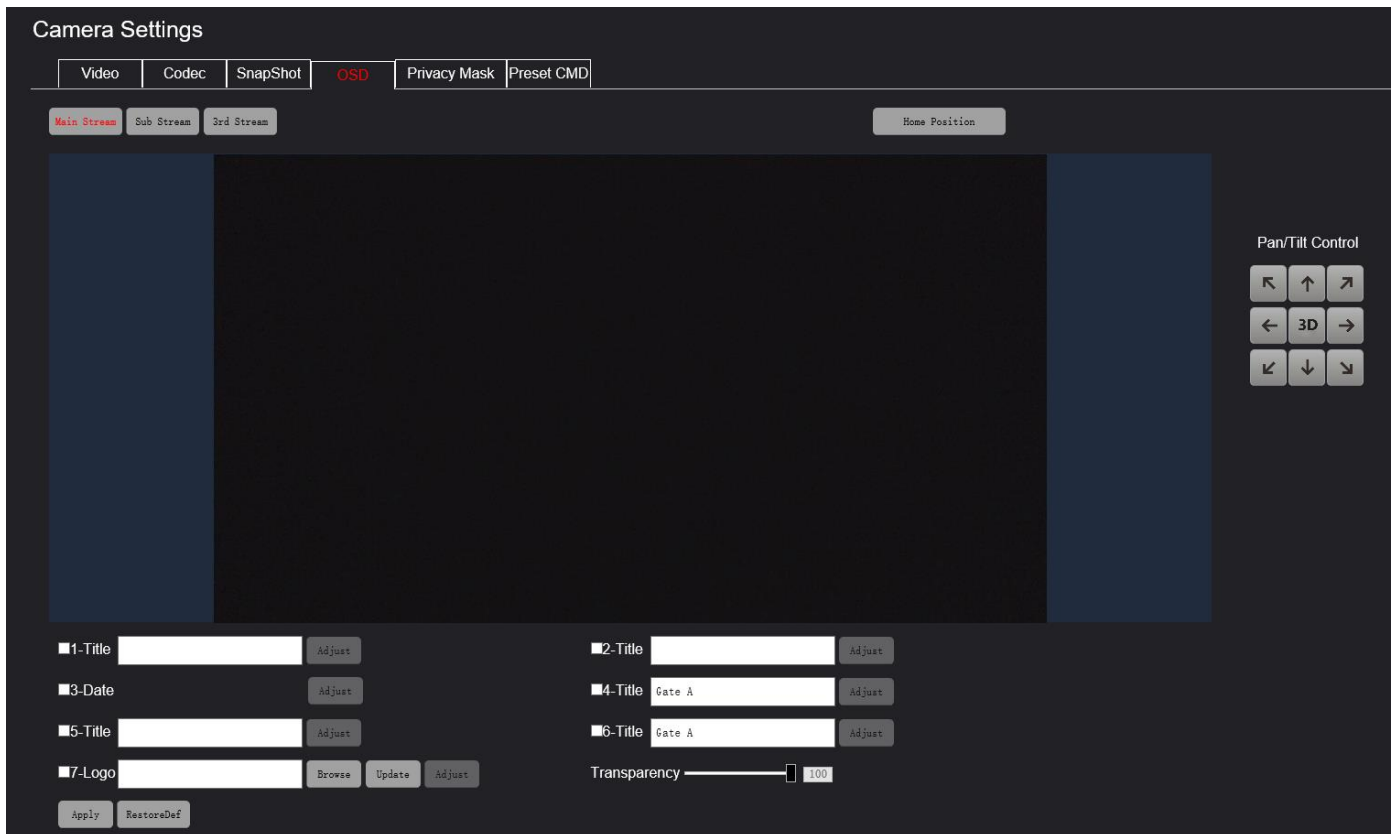 Camera Settings
Video Codec SnapShot OSD Privacy Mask Preset CMD
Main Stream Sub Stream 3rd Stream Home Position
Pan/Tilt Control
3D
1-Title Adjust 2-Title Adjust
3-Date Adjust 4-Title Gate A Adjust
5-Title Adjust 6-Title Gate A Adjust
7-Logo Browse Update Adjust Transparency 100
Apply RestoreDef